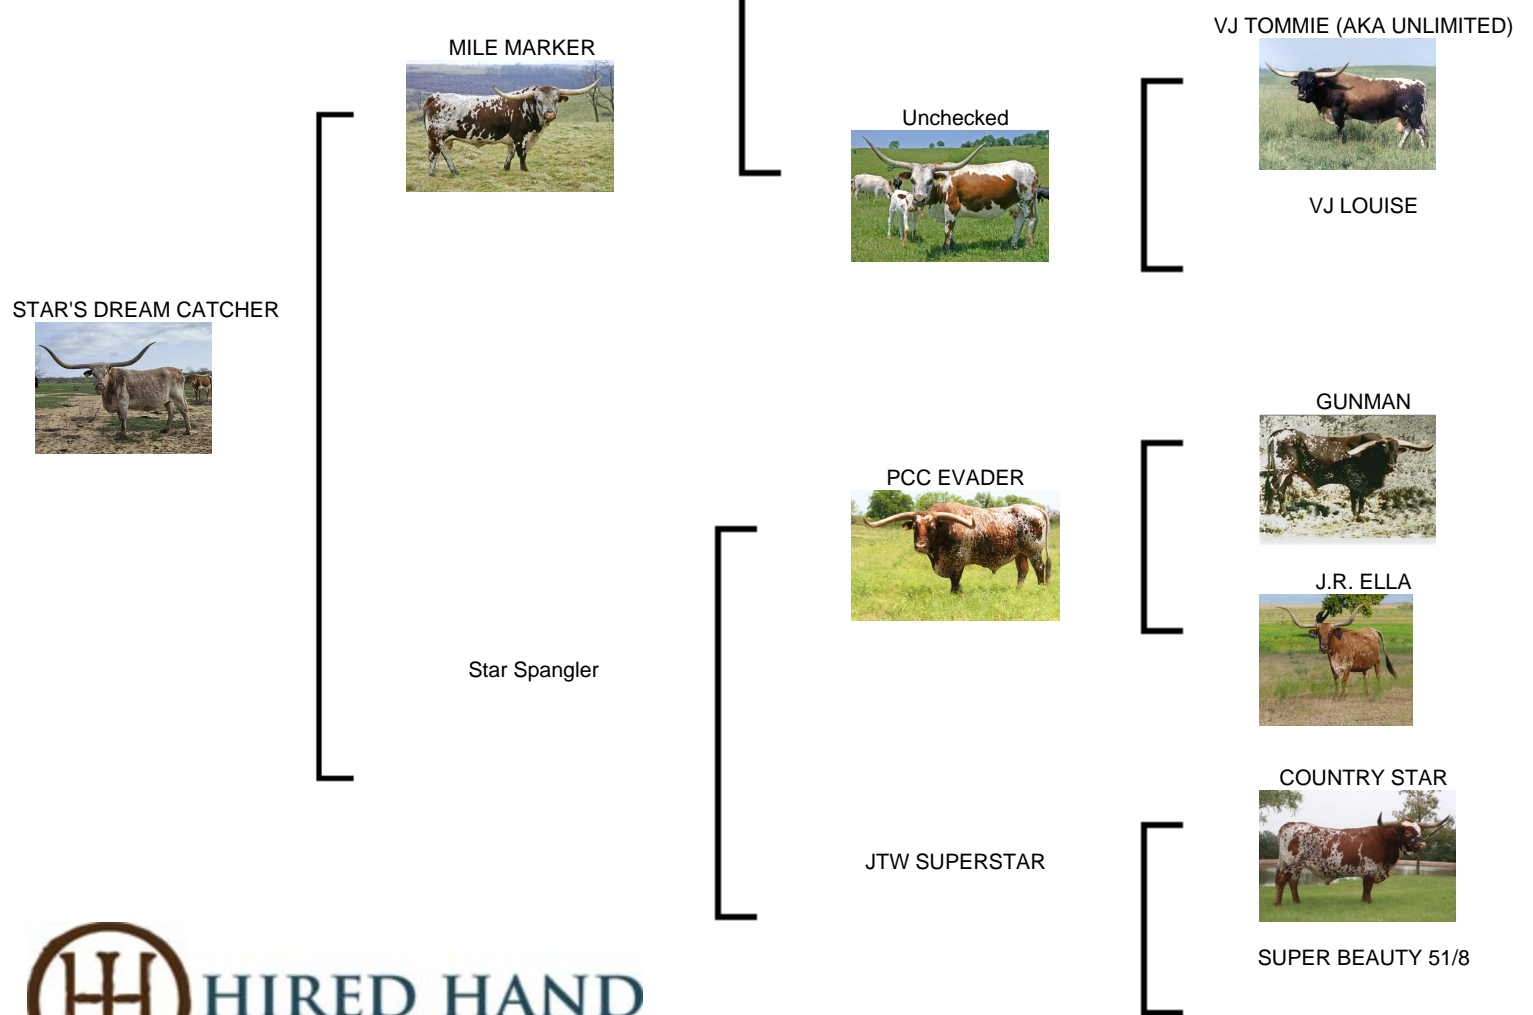 VJ TOMMIE (AKA UNLIMITED)
MILE MARKER
Unchecked
VJ LOUISE
STAR'S DREAM CATCHER
GUNMAN
PCC EVADER
J.R. ELLA
Star Spangler
COUNTRY STAR
JTW SUPERSTAR
SUPER BEAUTY 51/8
HIRED HAND